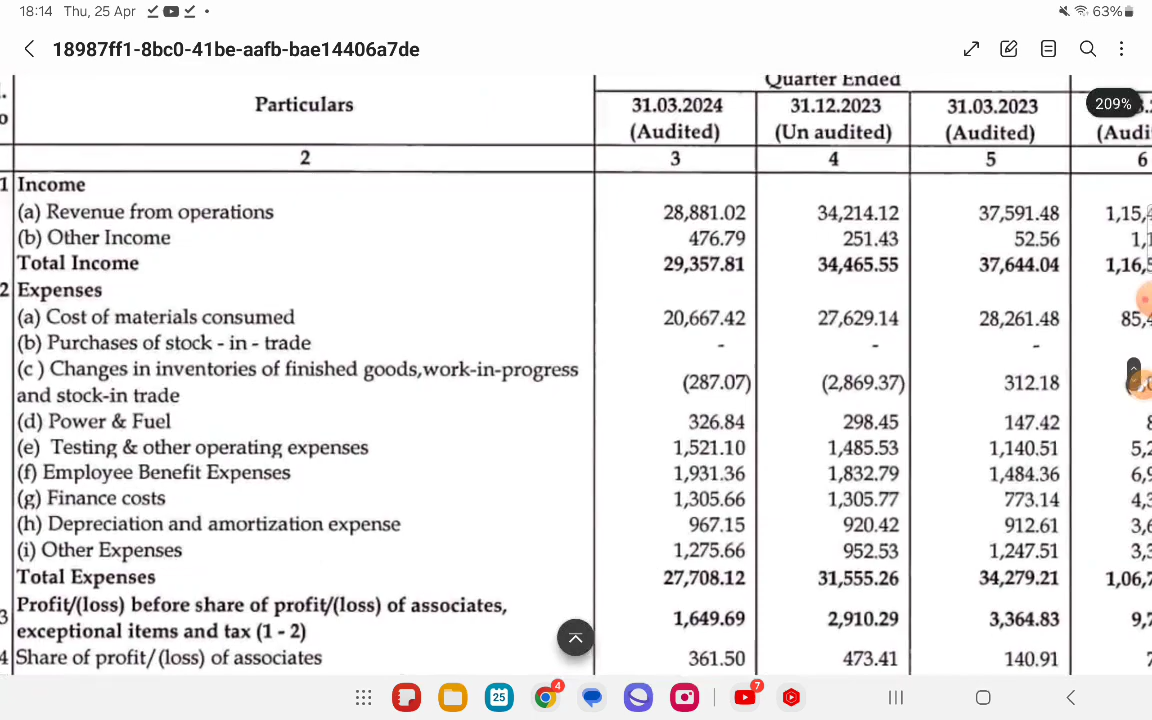 18:14 Thu, 25 Apr 63%
18987ff1-8bc0-41be-aafb-bae14406a7de
Quarter Ended
Particulars 31.03.2024 31.12.2023 31.03.2023 209%
(Audited) (Un audited) (Audited)
2 3 4 5 6
1 Income
(a) Revenue from operations 28,881.02 34,214.12 37,591.48
(b) Other Income 476.79 251.43 52.56
Total Income 29,357.81 34,465.55 37,644.04
2 Expenses
(a) Cost of materials consumed 20,667.42 27,629.14 28,261.48
(b) Purchases of stock - in - trade - - -
(c ) Changes in inventories of finished goods,work-in-progress
and stock-in trade (287.07) (2,869.37) 312.18
(d) Power & Fuel 326.84 298.45 147.42
(e) Testing & other operating expenses 1,521.10 1,485.53 1,140.51
(f) Employee Benefit Expenses 1,931.36 1,832.79 1,484.36
(g) Finance costs 1,305.66 1,305.77 773.14
(h) Depreciation and amortization expense 967.15 920.42 912.61
(i) Other Expenses 1,275.66 952.53 1,247.51
Total Expenses 27,708.12 31,555.26 34,279.21
3 Profit/(loss) before share of profit/(loss) of associates,
exceptional items and tax (1 - 2) 1,649.69 2,910.29 3,364.83
4 Share of profit/(loss) of associates 361.50 473.41 140.91
25 4 7